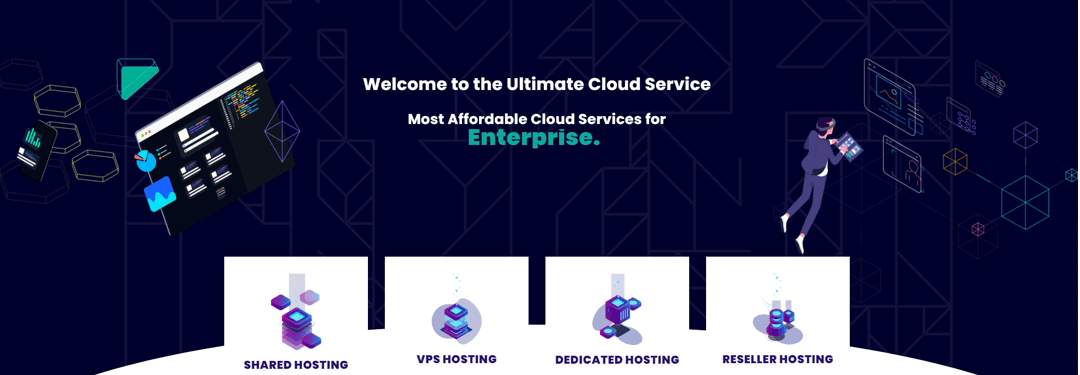 Welcome to the Ultimate Cloud Service
Most Affordable Cloud Services for
Enterprise.
SHARED HOSTING
VPS HOSTING
DEDICATED HOSTING
RESELLER HOSTING